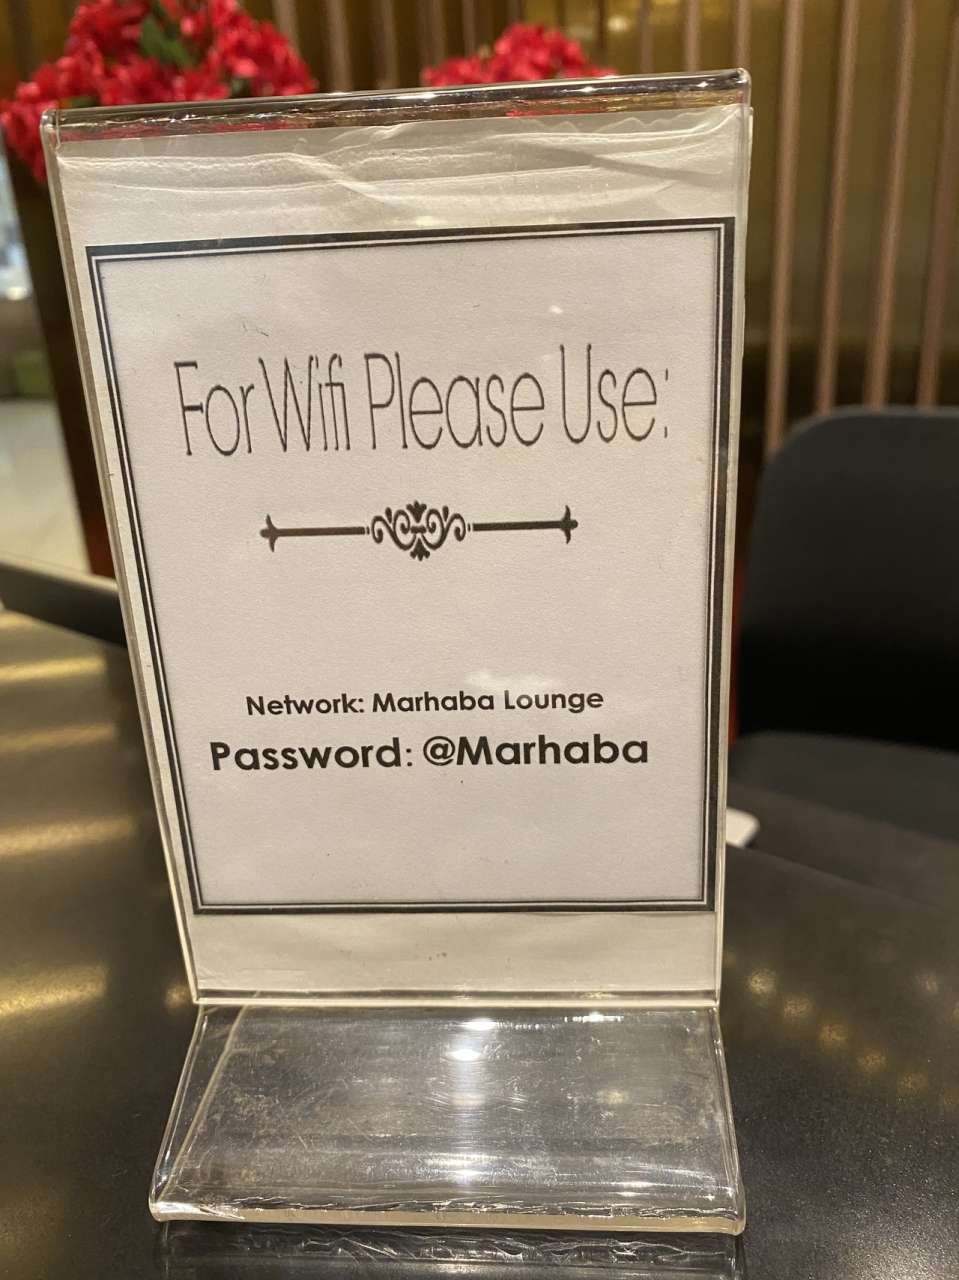 For Wifi Please Use:
Network: Marhaba Lounge
Password: @Marhaba